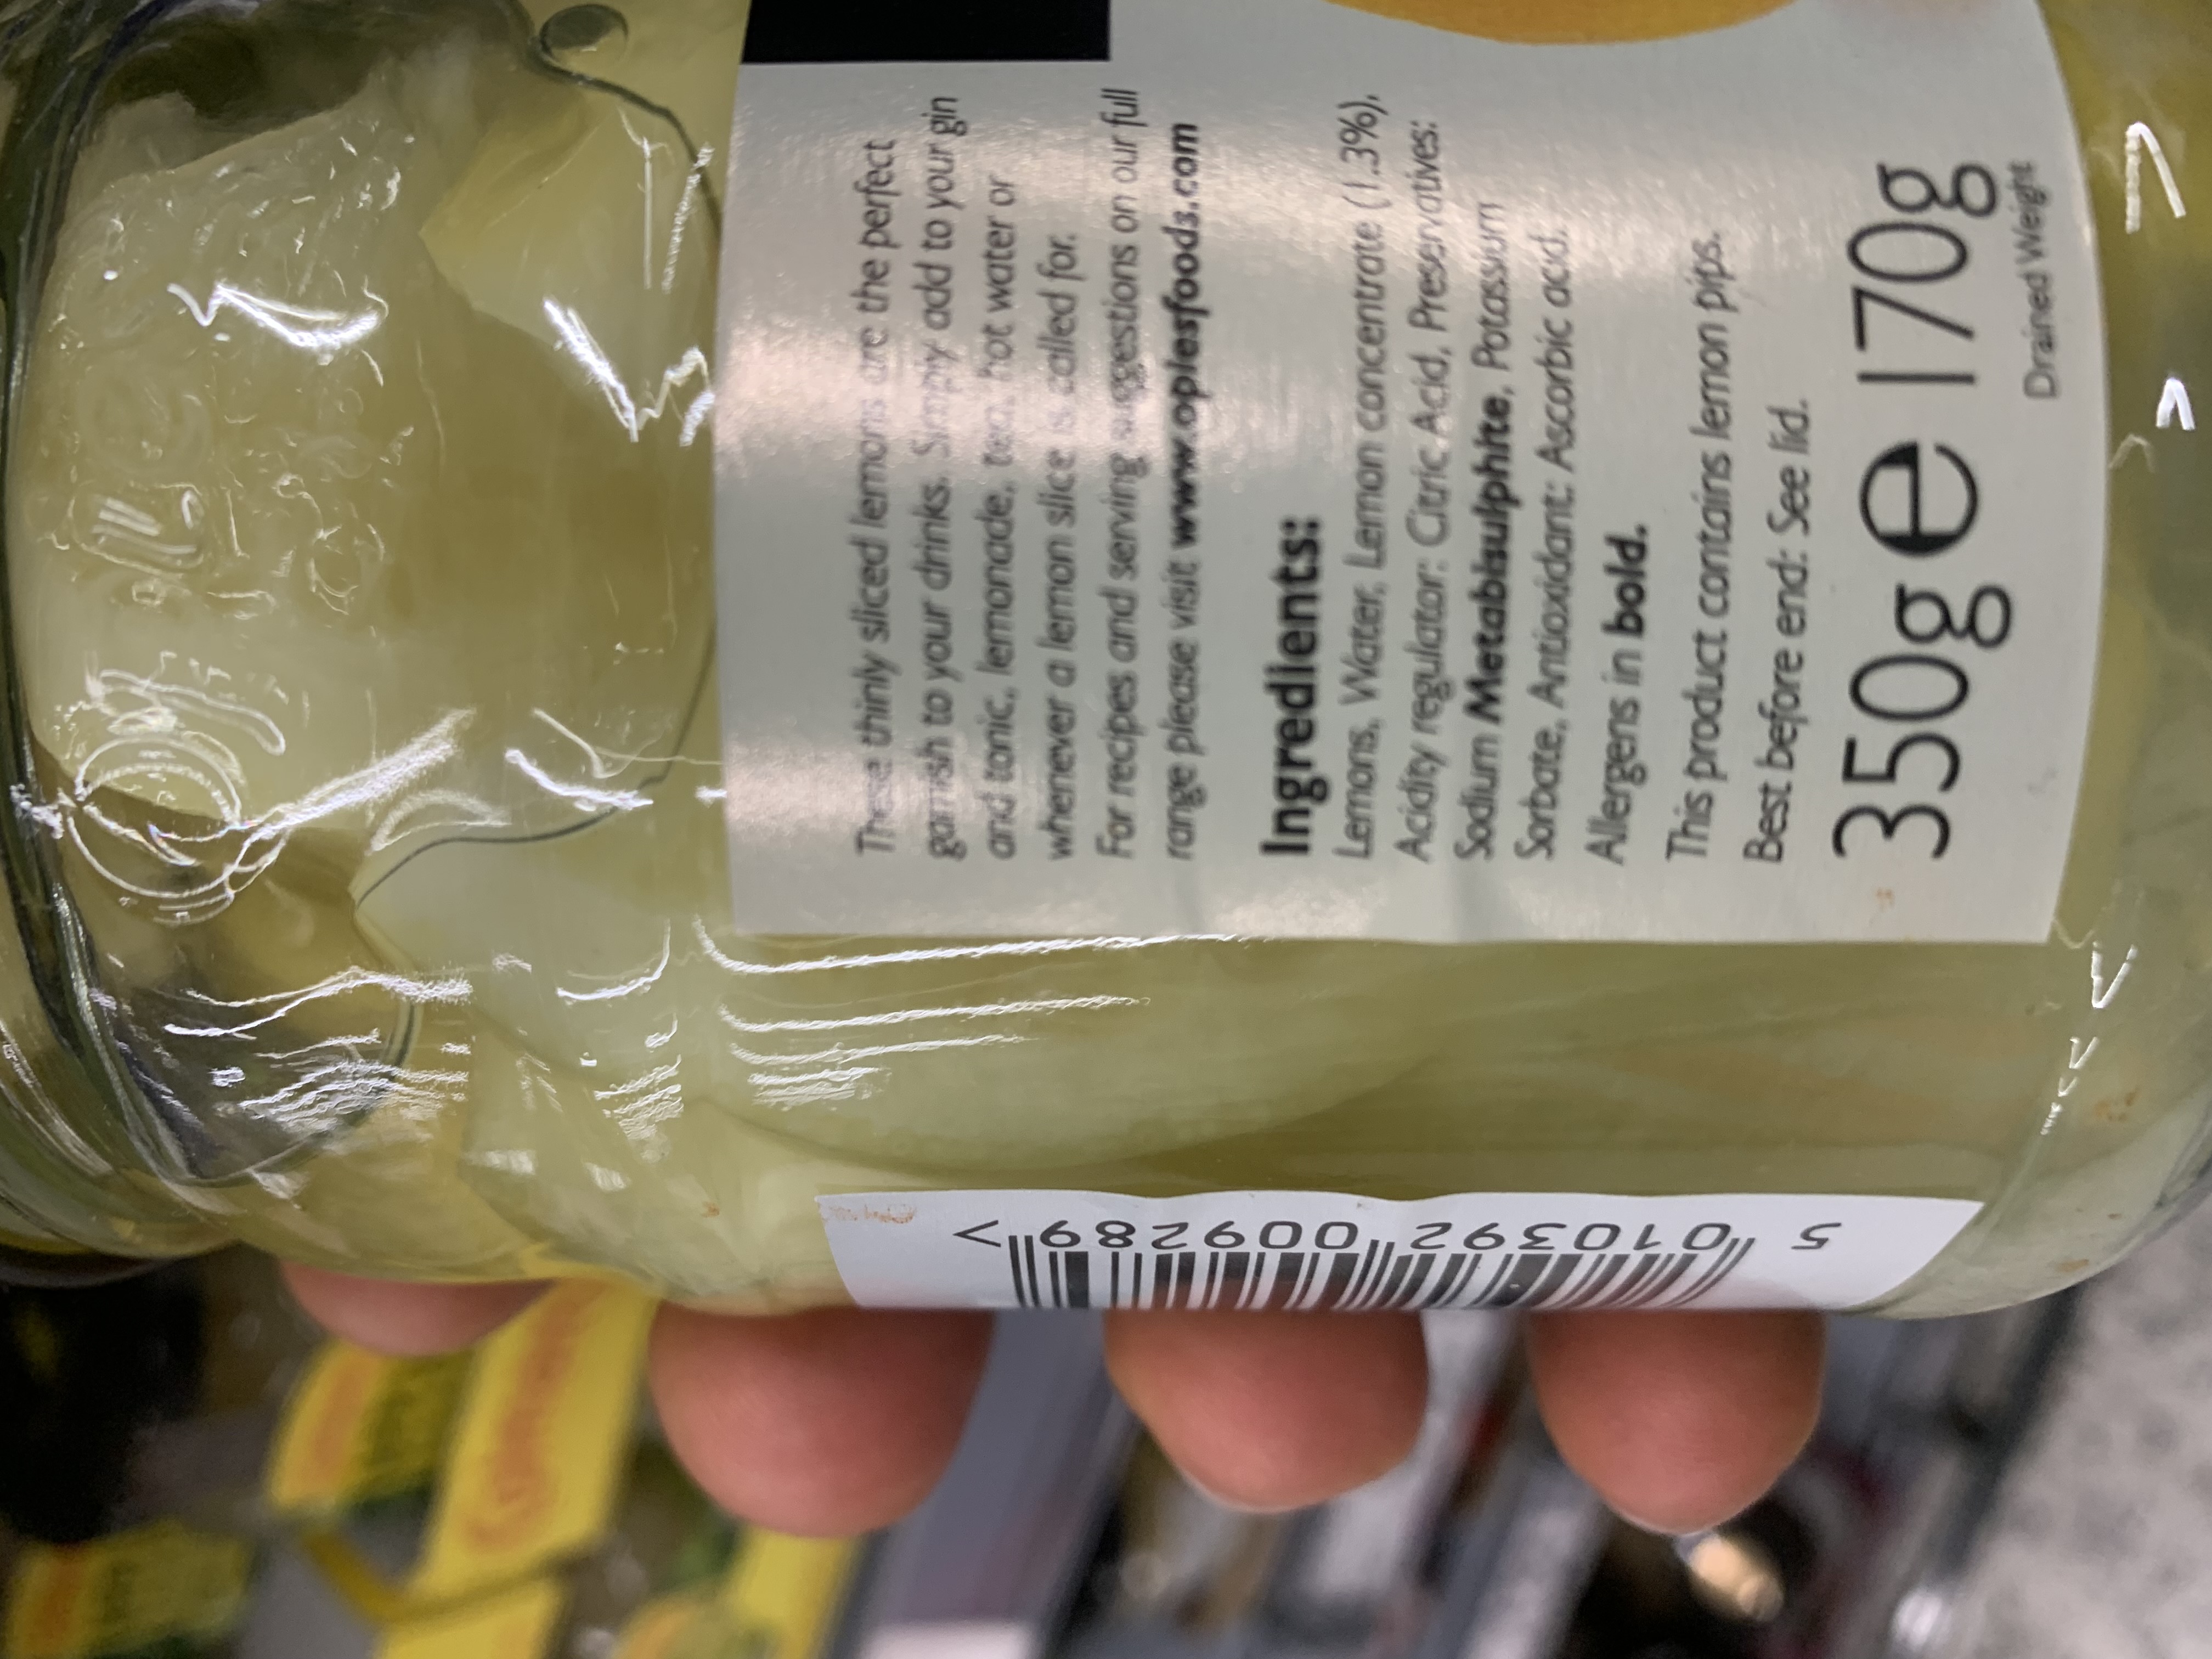 Opies
5 010392 009289 >
These thinly sliced lemons are the perfect
garnish to your drinks. Simply add to your gin
and tonic, lemonade, tea, hot water or
whenever a lemon slice is called for.
For recipes and serving suggestions on our full
range please visit www.opiesfoods.com
Ingredients:
Lemons, Water, Lemon concentrate (1.3%),
Acidity regulator: Citric Acid, Preservatives:
Sodium Metabisulphite, Potassium
Sorbate, Antioxidant: Ascorbic acid.
Allergens in bold.
This product contains lemon pips.
Best before end: See lid.
350g e 170g
Drained Weight